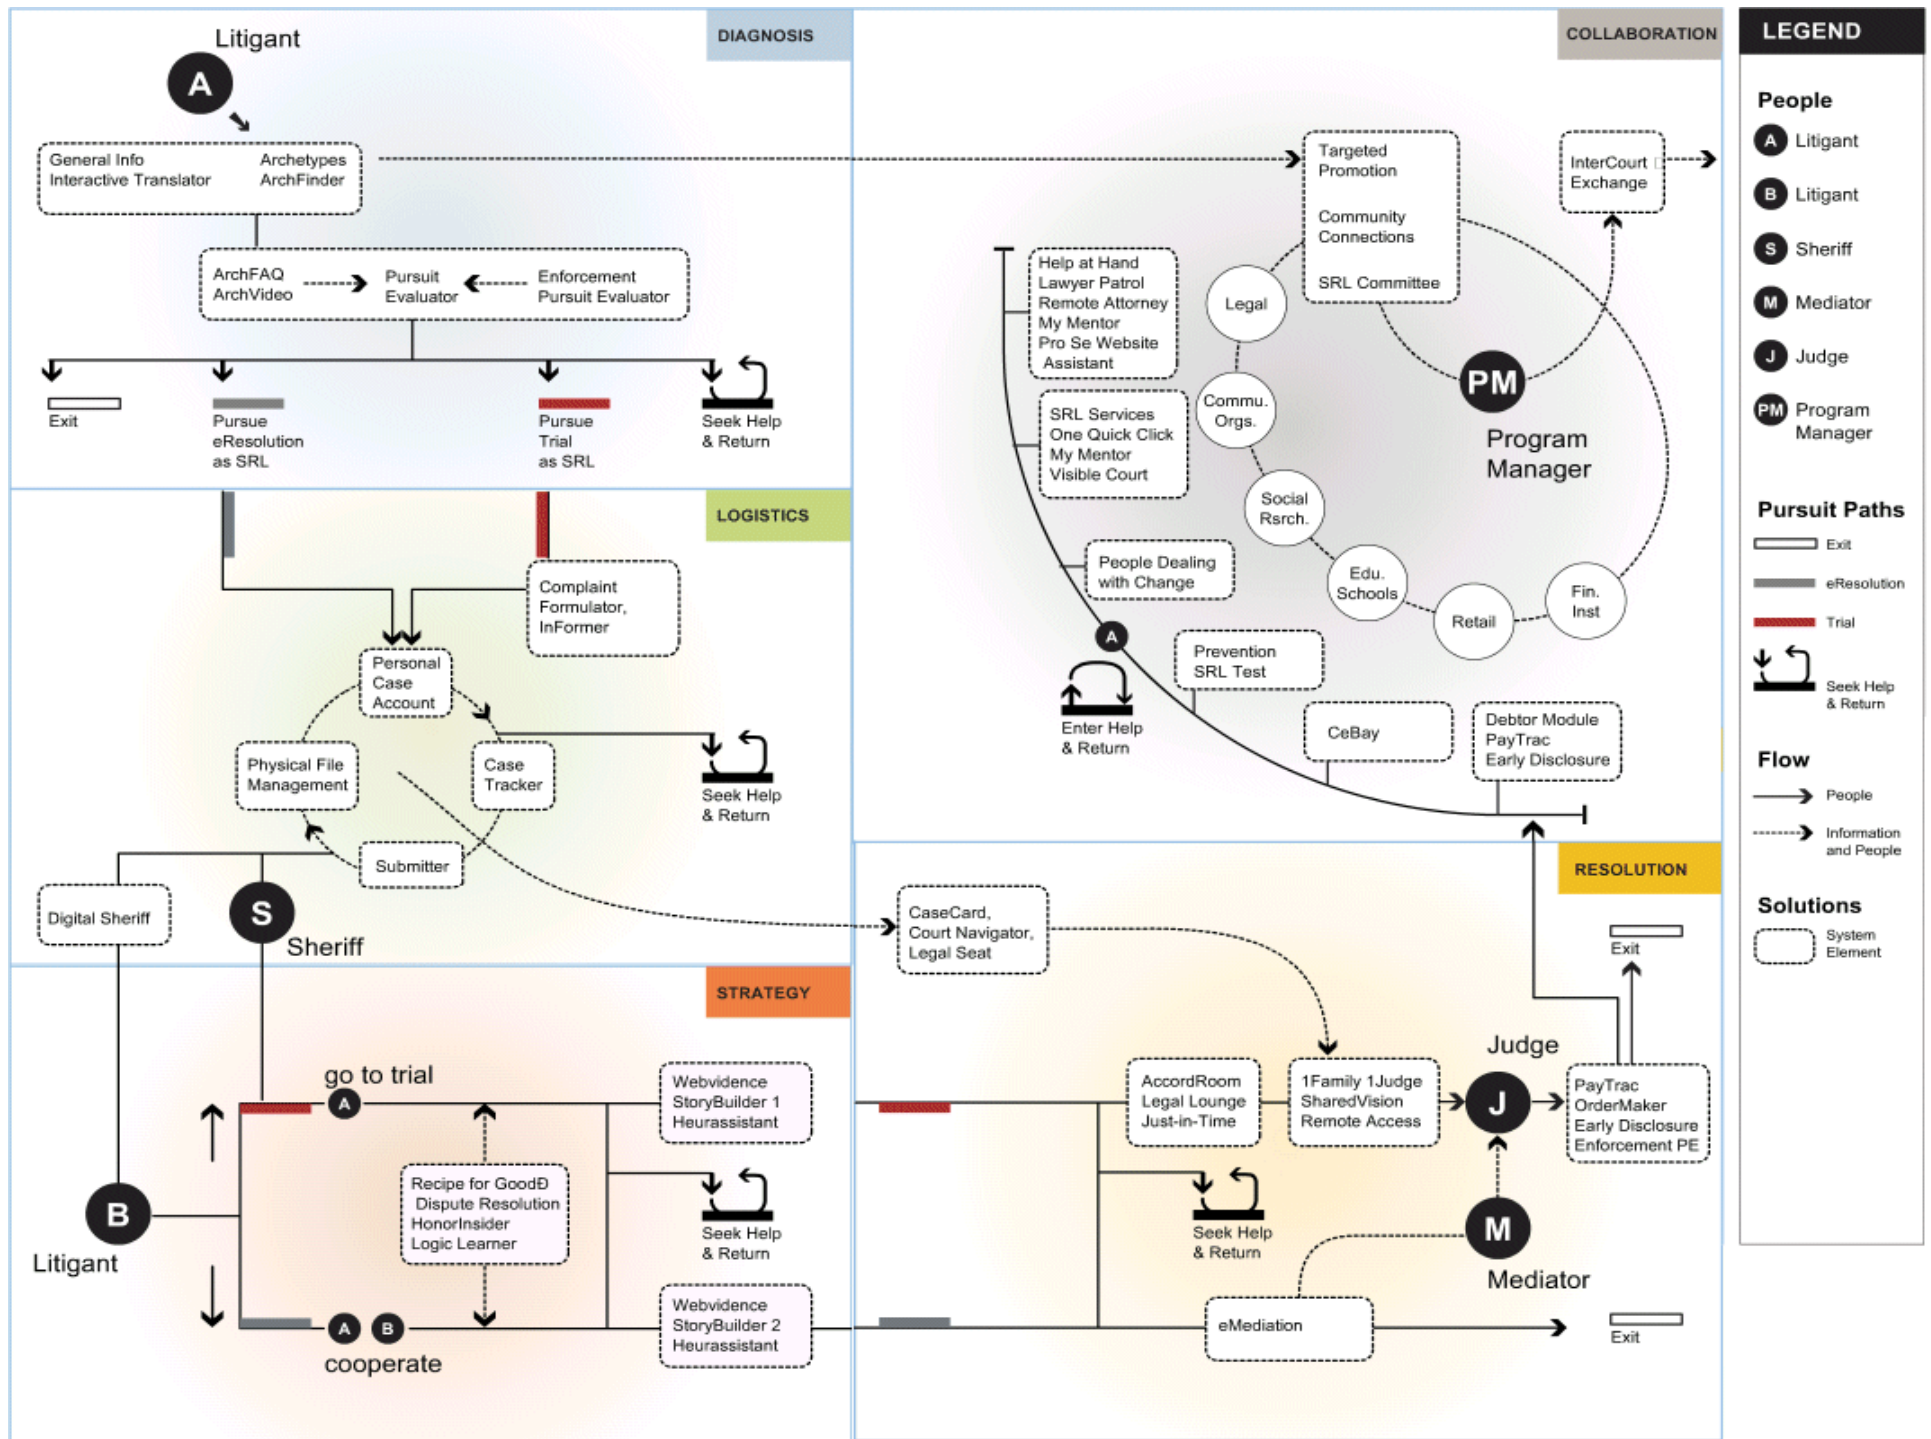 DIAGNOSIS
Litigant
A
General Info
Interactive Translator
Archetypes
ArchFinder
ArchFAQ
ArchVideo
Pursuit
Evaluator
Enforcement
Pursuit Evaluator
Exit
Pursue
eResolution
as SRL
Pursue
Trial
as SRL
Seek Help
& Return
LOGISTICS
Complaint
Formulator,
InFormer
Personal
Case
Account
Physical File
Management
Case
Tracker
Submitter
Seek Help
& Return
Digital Sheriff
S
Sheriff
STRATEGY
go to trial
A
Webvidence
StoryBuilder 1
Heurassistant
Recipe for GoodÐ
Dispute Resolution
HonorInsider
Logic Learner
Seek Help
& Return
B
Litigant
A B
cooperate
Webvidence
StoryBuilder 2
Heurassistant
COLLABORATION
Targeted
Promotion
Community
Connections
SRL Committee
InterCourt
Exchange
Help at Hand
Lawyer Patrol
Remote Attorney
My Mentor
Pro Se Website
Assistant
Legal
PM
Program
Manager
Commu.
Orgs.
SRL Services
One Quick Click
My Mentor
Visible Court
Social
Rsrch.
People Dealing
with Change
Edu.
Schools
Retail
Fin.
Inst
A
Enter Help
& Return
Prevention
SRL Test
CeBay
Debtor Module
PayTrac
Early Disclosure
RESOLUTION
CaseCard,
Court Navigator,
Legal Seat
Exit
AccordRoom
Legal Lounge
Just-in-Time
1Family 1Judge
SharedVision
Remote Access
Judge
J
PayTrac
OrderMaker
Early Disclosure
Enforcement PE
Seek Help
& Return
M
Mediator
eMediation
Exit
LEGEND
People
A Litigant
B Litigant
S Sheriff
M Mediator
J Judge
PM Program
Manager
Pursuit Paths
Exit
eResolution
Trial
Seek Help
& Return
Flow
People
Information
and People
Solutions
System
Element